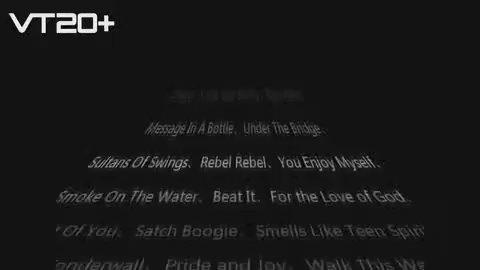 VT20+
Message In A Bottle、Under The Bridge、
Sultans Of Swings、Rebel Rebel、You Enjoy Myself、
Smoke On The Water、Beat It、For the Love of God、
Of You、Satch Boogie、Smells Like Teen Spiri
onderwall、Pride and Joy、Walk This Wa